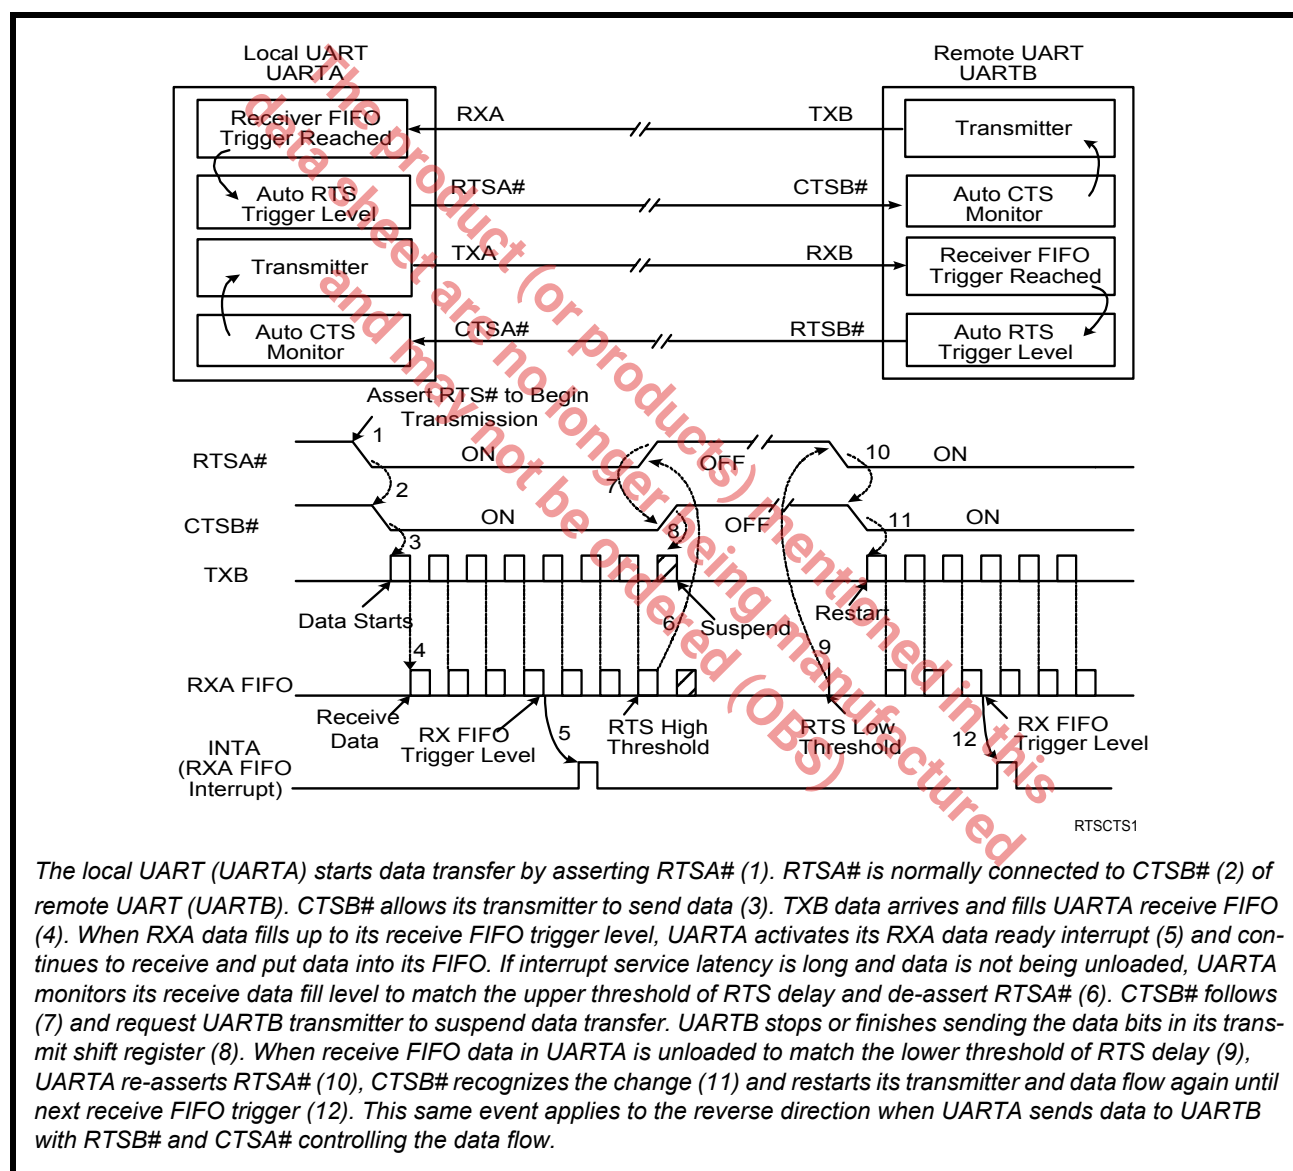 Local UART
UARTA
Remote UART
UARTB
Receiver FIFO
Trigger Reached
RXA
TXB
Transmitter
Auto RTS
Trigger Level
RTSA#
CTSB#
Auto CTS
Monitor
Transmitter
TXA
RXB
Receiver FIFO
Trigger Reached
Auto CTS
Monitor
CTSA#
RTSB#
Auto RTS
Trigger Level
Assert RTS# to Begin
Transmission
RTSA#
1
ON
7
OFF
10
ON
2
CTSB#
ON
8
OFF
11
ON
3
TXB
Data Starts
6
Suspend
Restart
4
9
RXA FIFO
Receive
Data
RX FIFO
Trigger Level
5
RTS High
Threshold
RTS Low
Threshold
12
RX FIFO
Trigger Level
INTA
(RXA FIFO
Interrupt)
RTSCTS1
The product (or products) mentioned in this
data sheet are no longer being manufactured
and may not be ordered (OBS)
The local UART (UARTA) starts data transfer by asserting RTSA# (1). RTSA# is normally connected to CTSB# (2) of
remote UART (UARTB). CTSB# allows its transmitter to send data (3). TXB data arrives and fills UARTA receive FIFO
(4). When RXA data fills up to its receive FIFO trigger level, UARTA activates its RXA data ready interrupt (5) and con-
tinues to receive and put data into its FIFO. If interrupt service latency is long and data is not being unloaded, UARTA
monitors its receive data fill level to match the upper threshold of RTS delay and de-assert RTSA# (6). CTSB# follows
(7) and request UARTB transmitter to suspend data transfer. UARTB stops or finishes sending the data bits in its trans-
mit shift register (8). When receive FIFO data in UARTA is unloaded to match the lower threshold of RTS delay (9),
UARTA re-asserts RTSA# (10), CTSB# recognizes the change (11) and restarts its transmitter and data flow again until
next receive FIFO trigger (12). This same event applies to the reverse direction when UARTA sends data to UARTB
with RTSB# and CTSA# controlling the data flow.